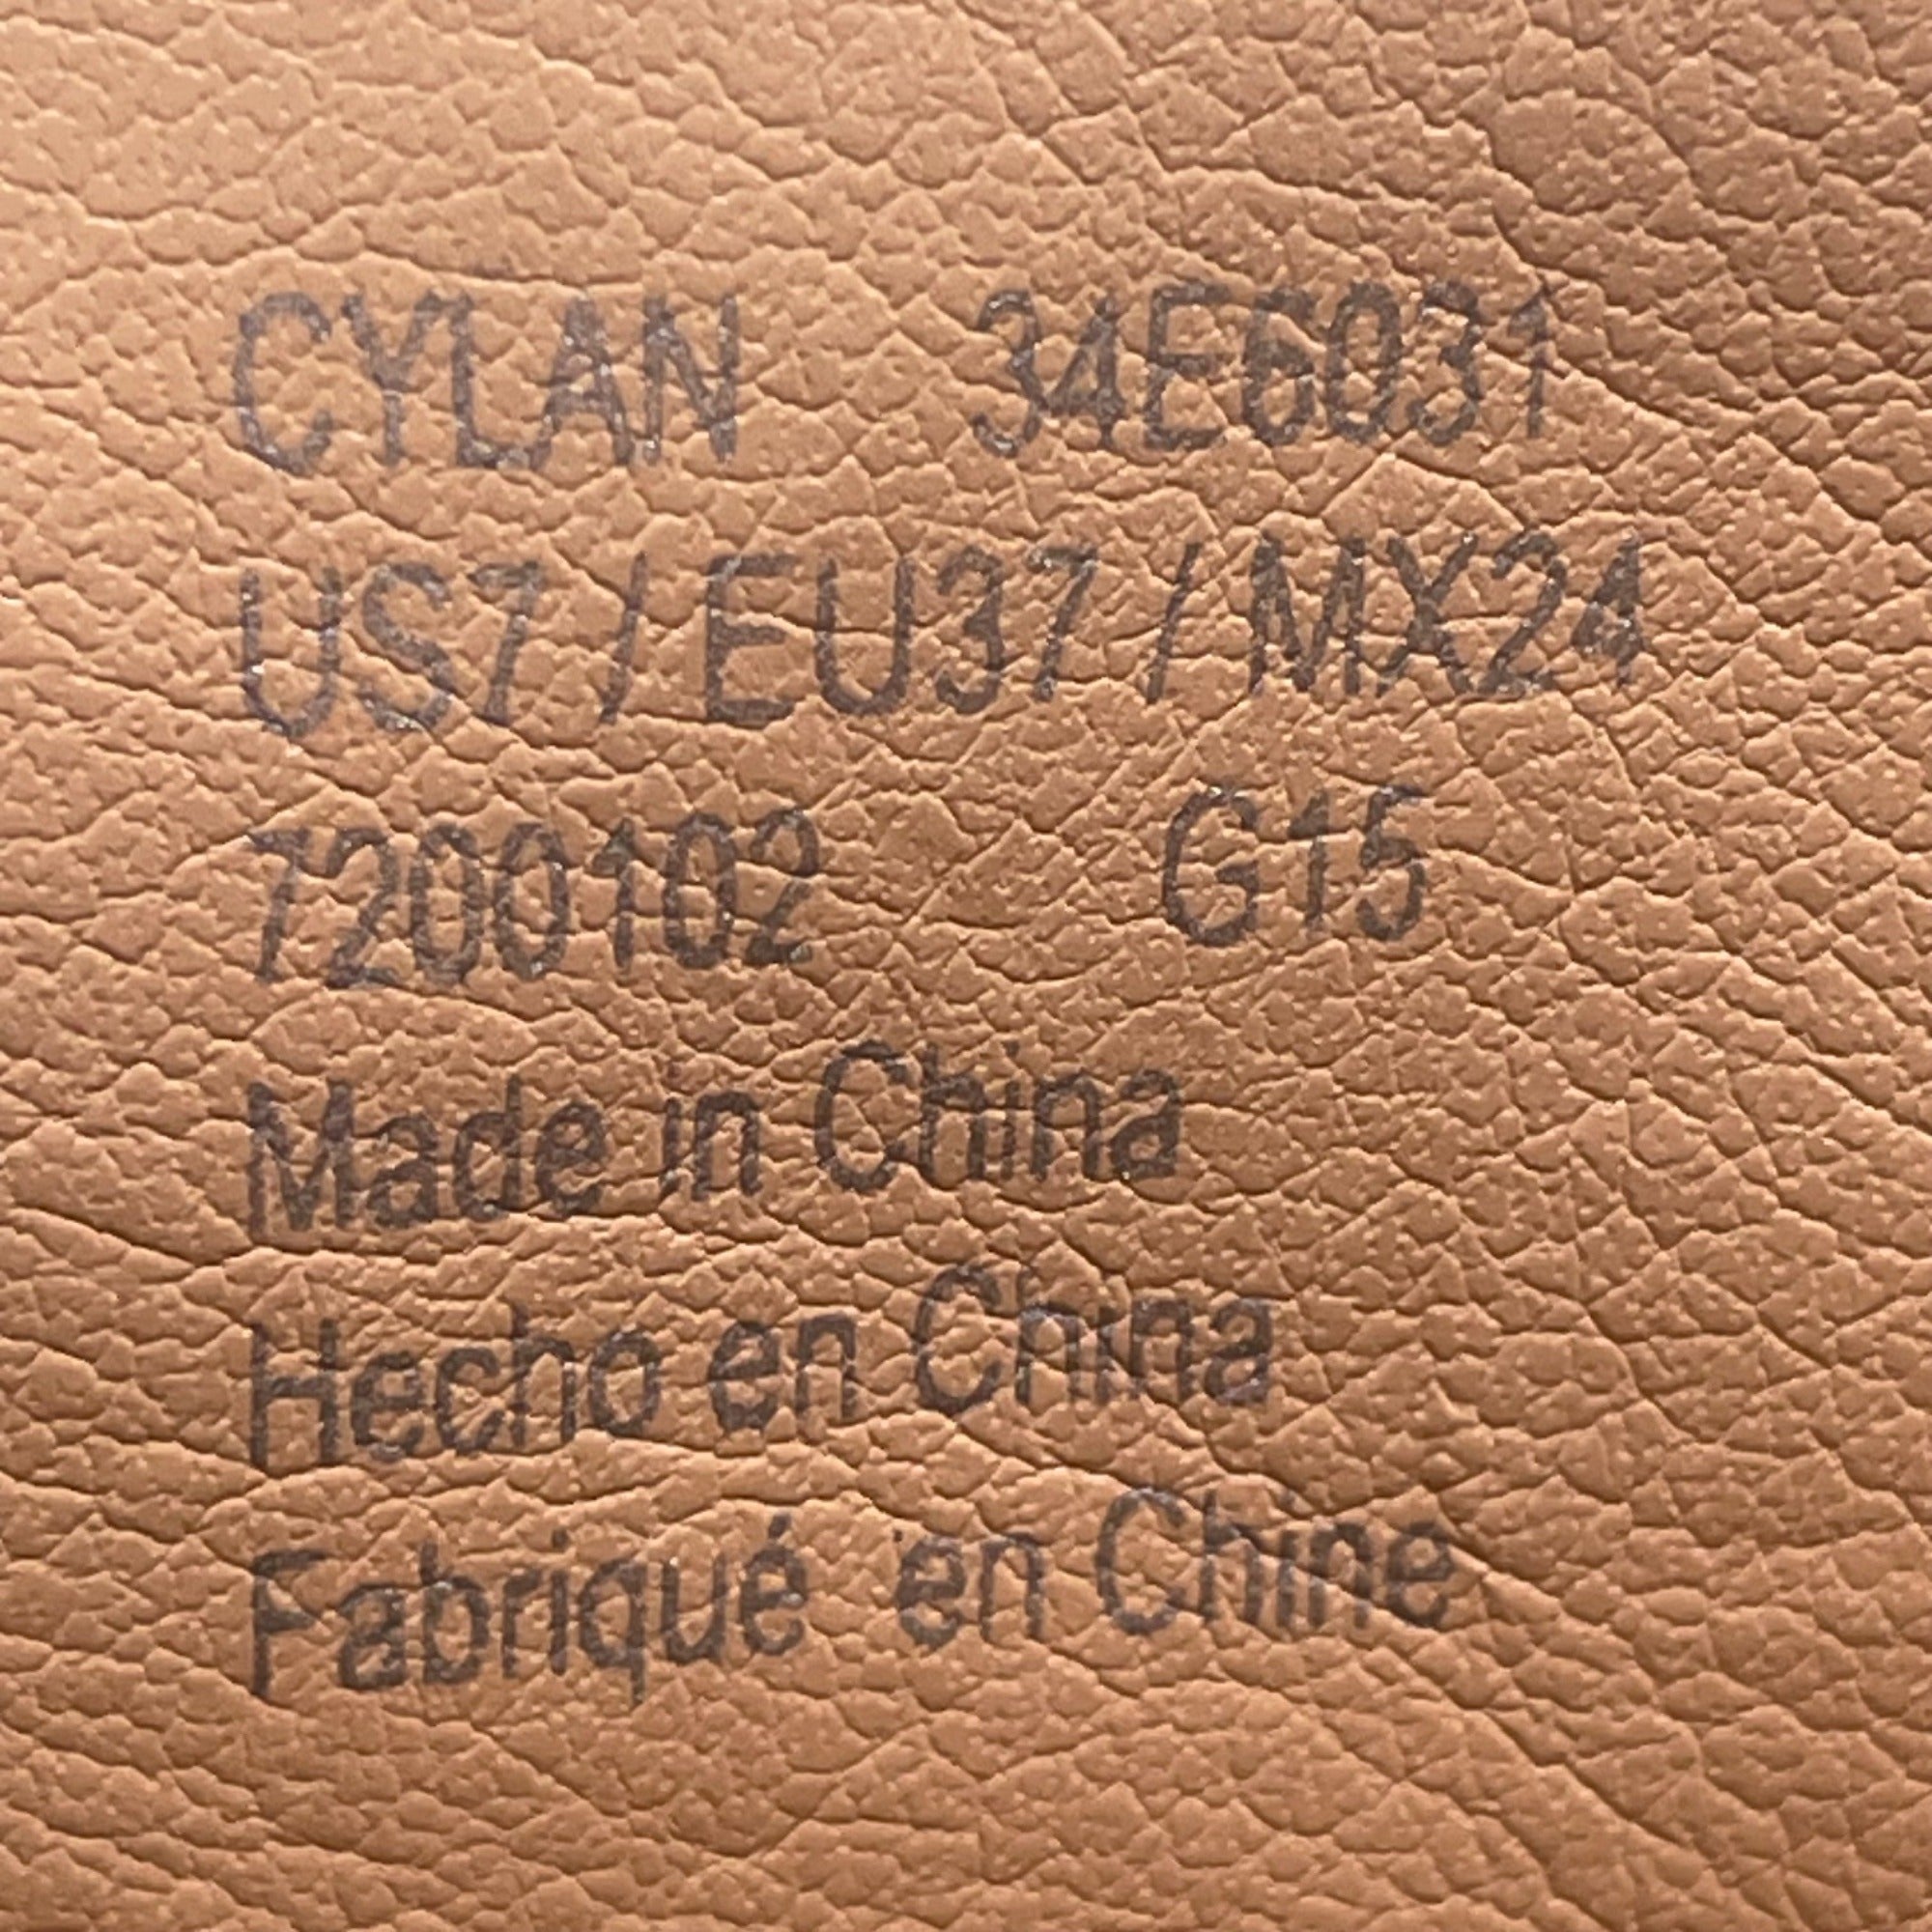 CYLAN 34E6031
US7 / EU37 / MX24
7200102 G15
Made in China
Hecho en China
Fabriqué en Chine